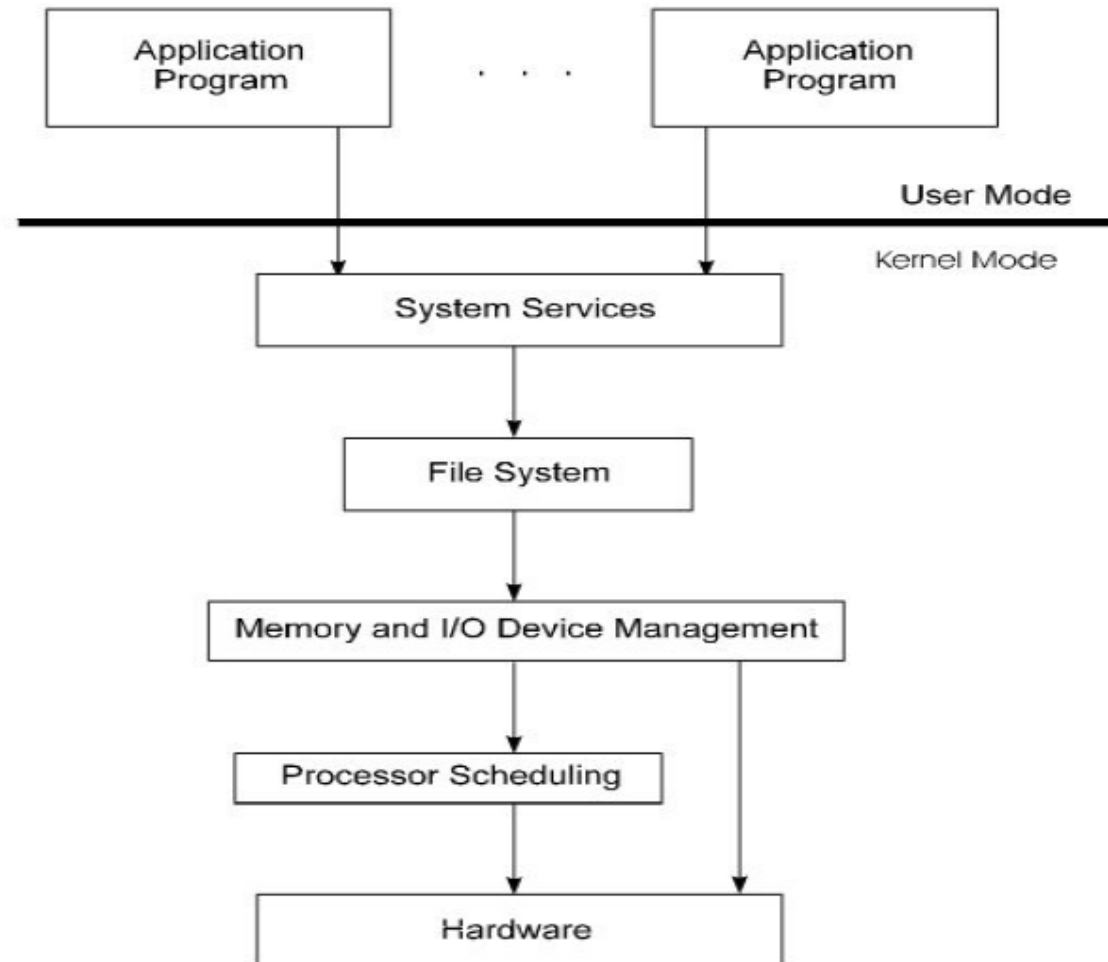 Application
Program
. . .
Application
Program
User Mode
Kernel Mode
System Services
File System
Memory and I/O Device Management
Processor Scheduling
Hardware